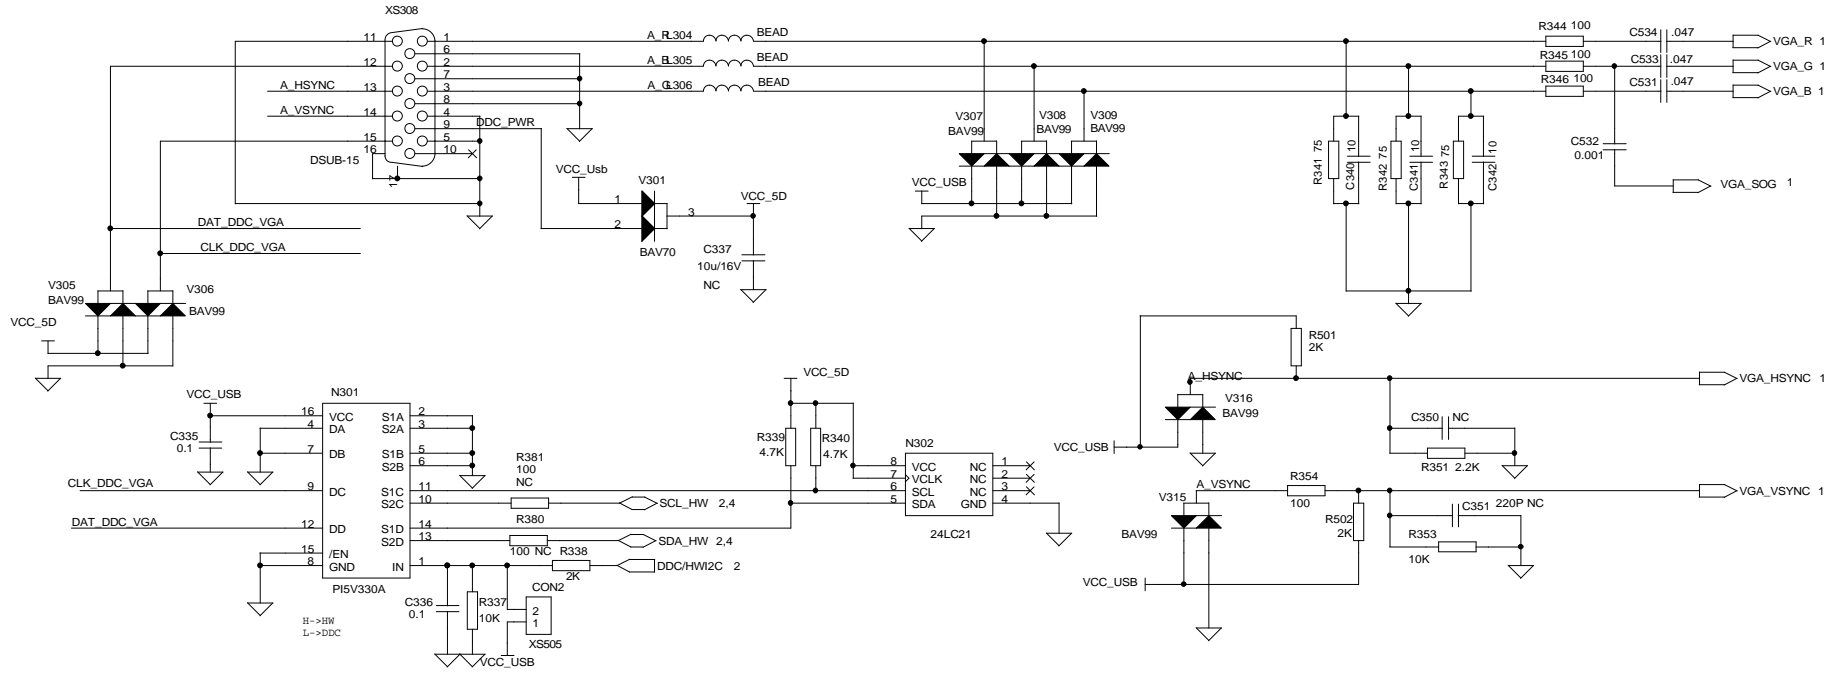 XS308
11
12
A_HSYNC 13
A_VSYNC 14
15
16
DSUB-15
17
1
6
2
7
3
8
4
9
5
10
DDC_PWR
A_R L304 BEAD
A_B L305 BEAD
A_G L306 BEAD
V307
BAV99
V308
BAV99
V309
BAV99
VCC_USB
R344 100
R345 100
R346 100
C534 .047
C533 .047
C531 .047
VGA_R 1
VGA_G 1
VGA_B 1
C532
0.001
VGA_SOG 1
R341 75
C340 10
R342 75
C341 10
R343 75
C342 10
VCC_Usb
V301
1
2
3
BAV70
VCC_5D
C337
10u/16V
NC
DAT_DDC_VGA
CLK_DDC_VGA
V305
BAV99
V306
BAV99
VCC_5D
VCC_USB
C335
0.1
N301
16 VCC
4 DA
7 DB
9 DC
12 DD
15 /EN
8 GND
S1A 2
S2A 3
S1B 5
S2B 6
S1C 11
S2C 10
S1D 14
S2D 13
IN 1
PI5V330A
CLK_DDC_VGA
DAT_DDC_VGA
H->HW
L->DDC
R381
100
NC
R380
100 NC
R338
2K
SCL_HW 2,4
SDA_HW 2,4
DDC/HWI2C 2
C336
0.1
R337
10K
CON2
2
1
XS505
VCC_USB
VCC_5D
R339
4.7K
R340
4.7K
N302
8 VCC
7 VCLK
6 SCL
5 SDA
NC 1
NC 2
NC 3
GND 4
24LC21
R501
2K
A_HSYNC
V316
BAV99
VCC_USB
C350 NC
R351 2.2K
VGA_HSYNC 1
A_VSYNC
V315
BAV99
R354
100
R502
2K
C351 220P NC
R353
10K
VCC_USB
VGA_VSYNC 1